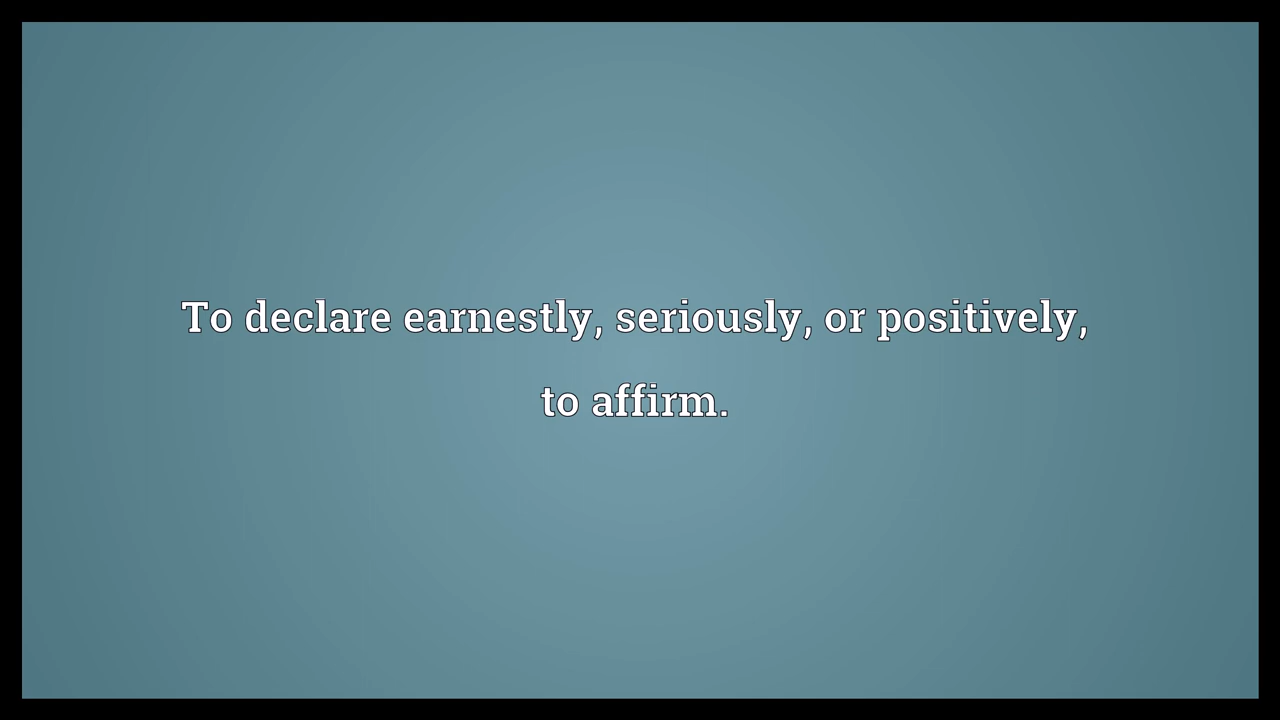 To declare earnestly, seriously, or positively,
to affirm.